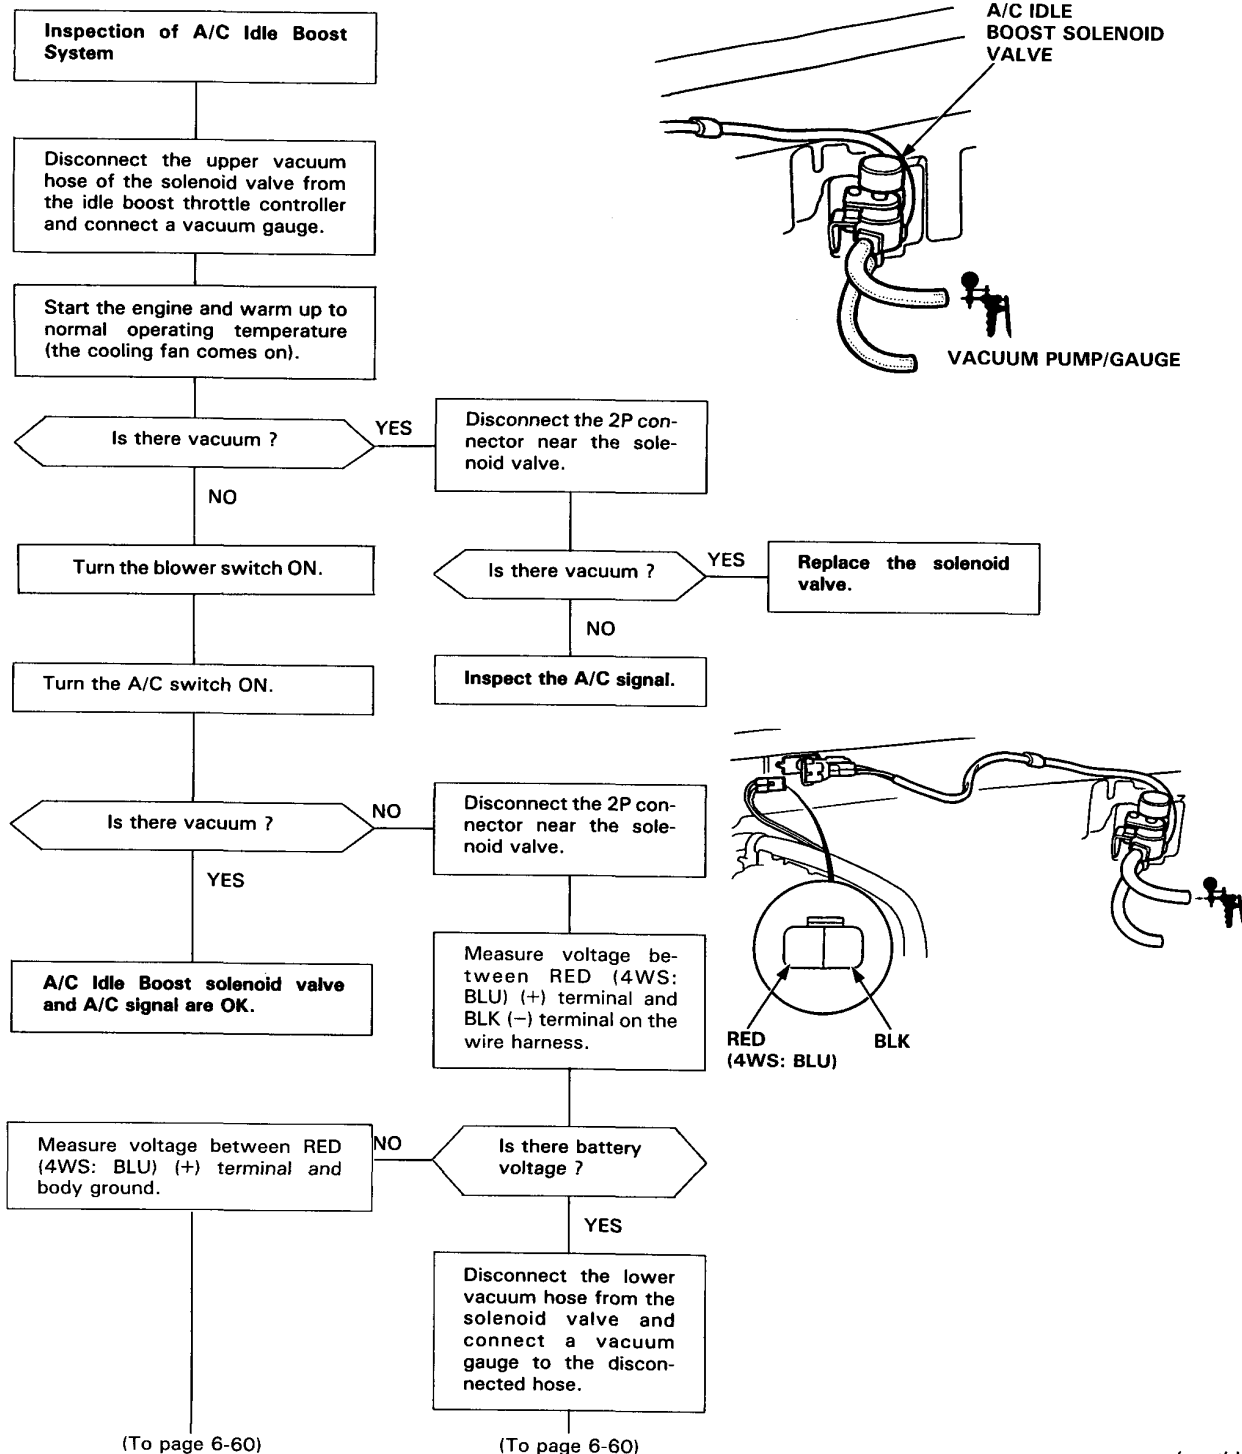 Inspection of A/C Idle Boost
System
A/C IDLE
BOOST SOLENOID
VALVE
Disconnect the upper vacuum
hose of the solenoid valve from
the idle boost throttle controller
and connect a vacuum gauge.
Start the engine and warm up to
normal operating temperature
(the cooling fan comes on).
VACUUM PUMP/GAUGE
Is there vacuum ?
YES
Disconnect the 2P con-
nector near the sole-
noid valve.
NO
Turn the blower switch ON.
Is there vacuum ?
YES
Replace the solenoid
valve.
NO
Turn the A/C switch ON.
Inspect the A/C signal.
Is there vacuum ?
NO
Disconnect the 2P con-
nector near the sole-
noid valve.
YES
A/C Idle Boost solenoid valve
and A/C signal are OK.
Measure voltage be-
tween RED (4WS:
BLU) (+) terminal and
BLK (−) terminal on the
wire harness.
RED
(4WS: BLU)
BLK
Measure voltage between RED
(4WS: BLU) (+) terminal and
body ground.
NO
Is there battery
voltage ?
YES
Disconnect the lower
vacuum hose from the
solenoid valve and
connect a vacuum
gauge to the discon-
nected hose.
(To page 6-60)
(To page 6-60)